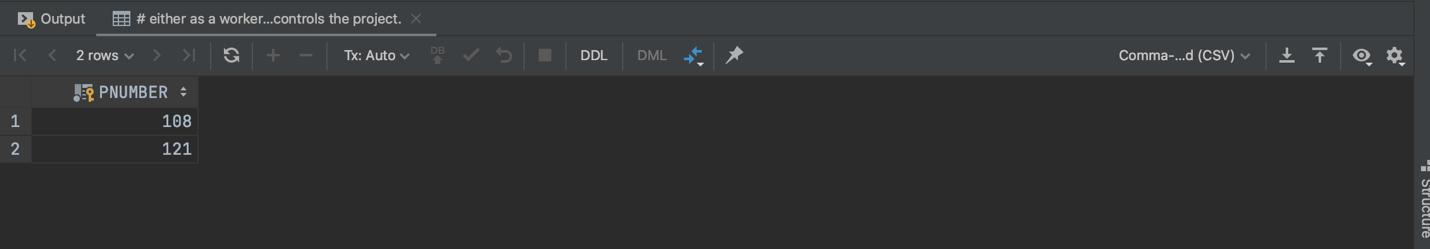 Output
# either as a worker...controls the project.
2 rows
Tx: Auto
DB
DDL
DML
Comma-...d (CSV)
PNUMBER
1 108
2 121
Structure